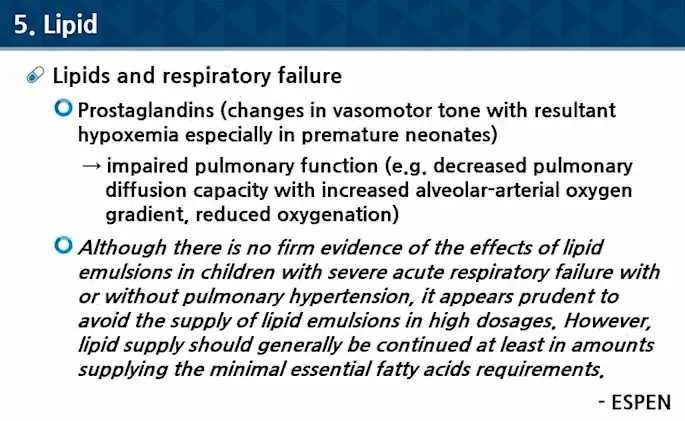 5. Lipid
Lipids and respiratory failure
Prostaglandins (changes in vasomotor tone with resultant
hypoxemia especially in premature neonates)
→ impaired pulmonary function (e.g. decreased pulmonary
diffusion capacity with increased alveolar-arterial oxygen
gradient, reduced oxygenation)
Although there is no firm evidence of the effects of lipid
emulsions in children with severe acute respiratory failure with
or without pulmonary hypertension, it appears prudent to
avoid the supply of lipid emulsions in high dosages. However,
lipid supply should generally be continued at least in amounts
supplying the minimal essential fatty acids requirements.
- ESPEN